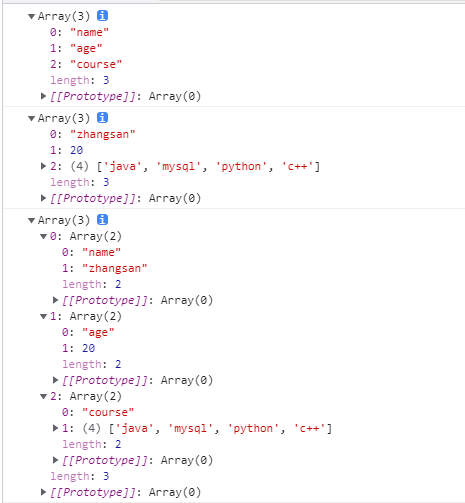 ▼Array(3) i
0: "name"
1: "age"
2: "course"
length: 3
▶[[Prototype]]: Array(0)
▼Array(3) i
0: "zhangsan"
1: 20
▶2: (4) ['java', 'mysql', 'python', 'c++']
length: 3
▶[[Prototype]]: Array(0)
▼Array(3) i
▼0: Array(2)
0: "name"
1: "zhangsan"
length: 2
▶[[Prototype]]: Array(0)
▼1: Array(2)
0: "age"
1: 20
length: 2
▶[[Prototype]]: Array(0)
▼2: Array(2)
0: "course"
▶1: (4) ['java', 'mysql', 'python', 'c++']
length: 2
▶[[Prototype]]: Array(0)
length: 3
▶[[Prototype]]: Array(0)